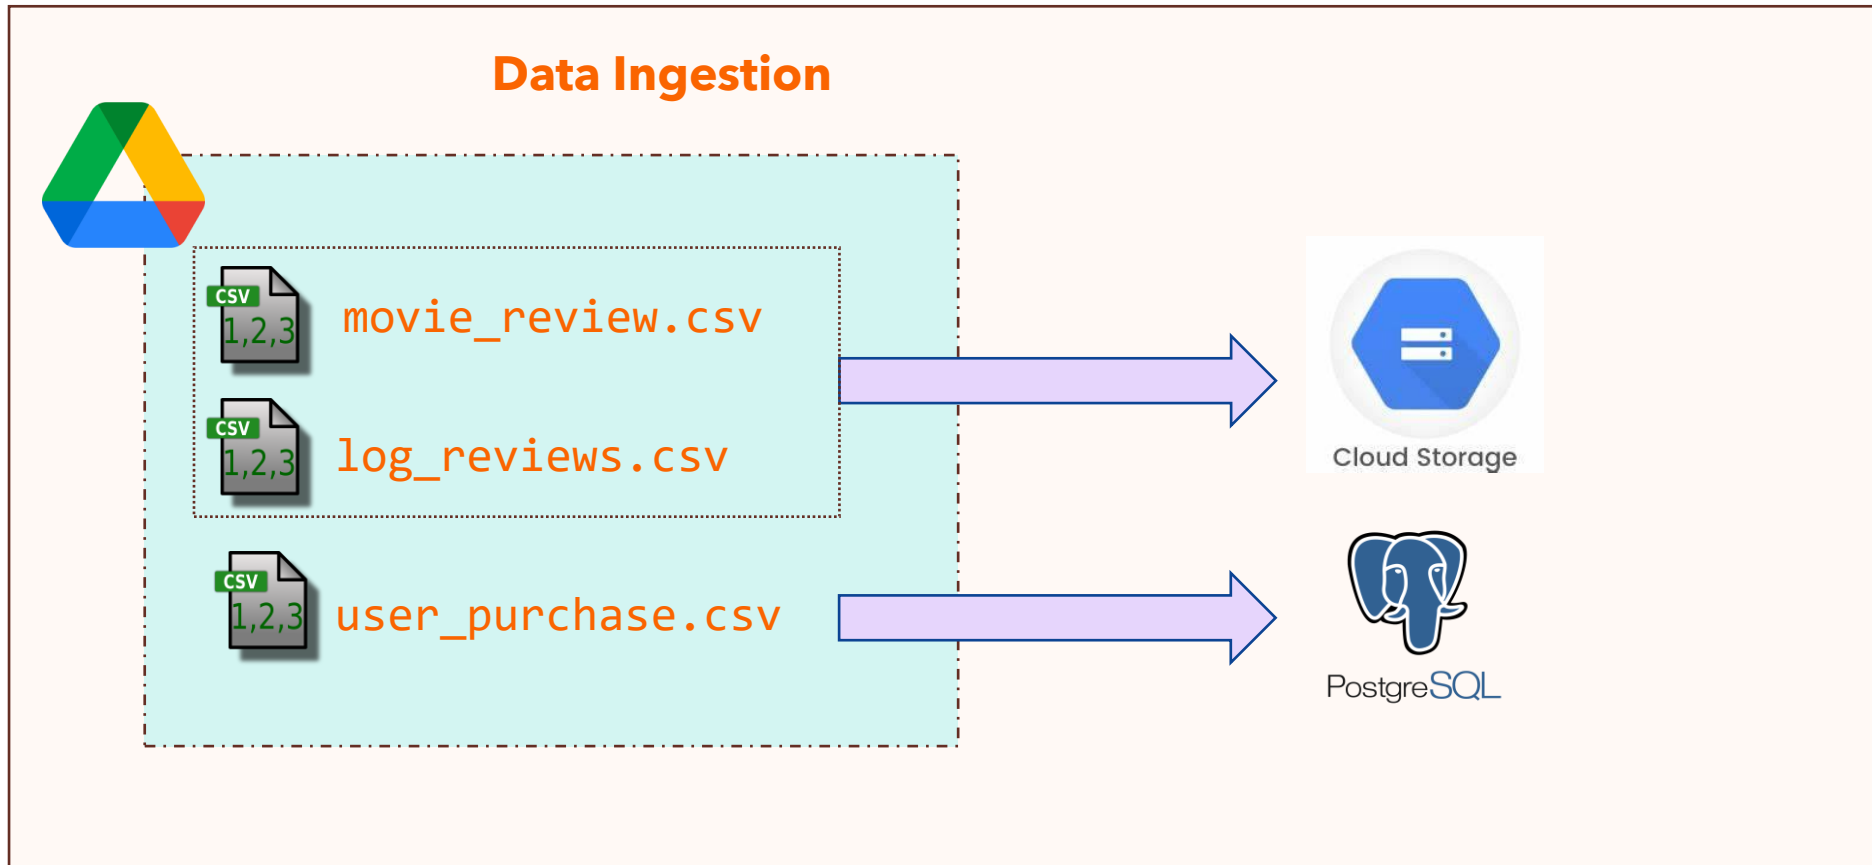 Data Ingestion
CSV
1,2,3
movie_review.csv
CSV
1,2,3
log_reviews.csv
CSV
1,2,3
user_purchase.csv
Cloud Storage
PostgreSQL